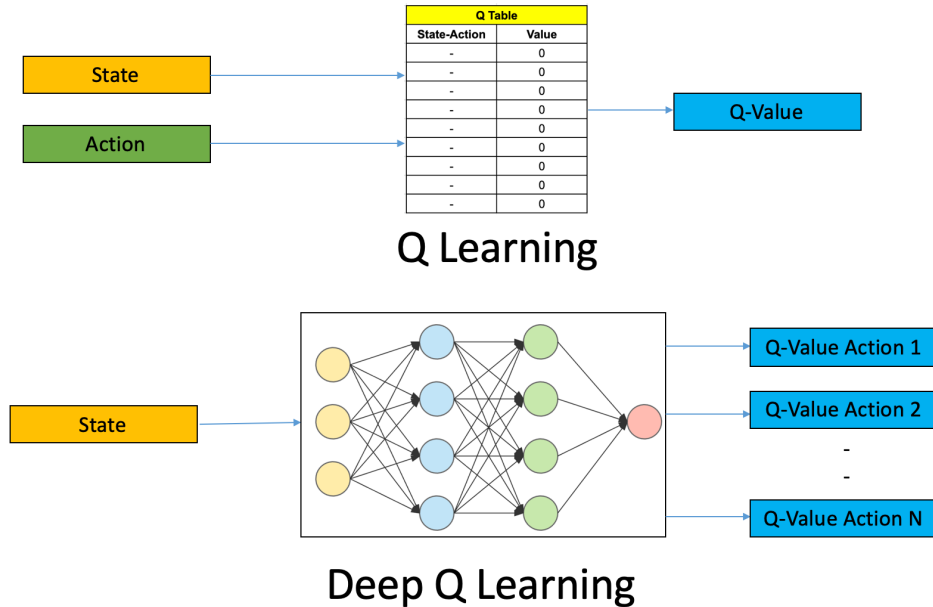 Q Table
State-Action Value
- 0
- 0
- 0
- 0
- 0
- 0
- 0
- 0
- 0
State
Action
Q-Value
Q Learning
State
Q-Value Action 1
Q-Value Action 2
-
-
Q-Value Action N
Deep Q Learning